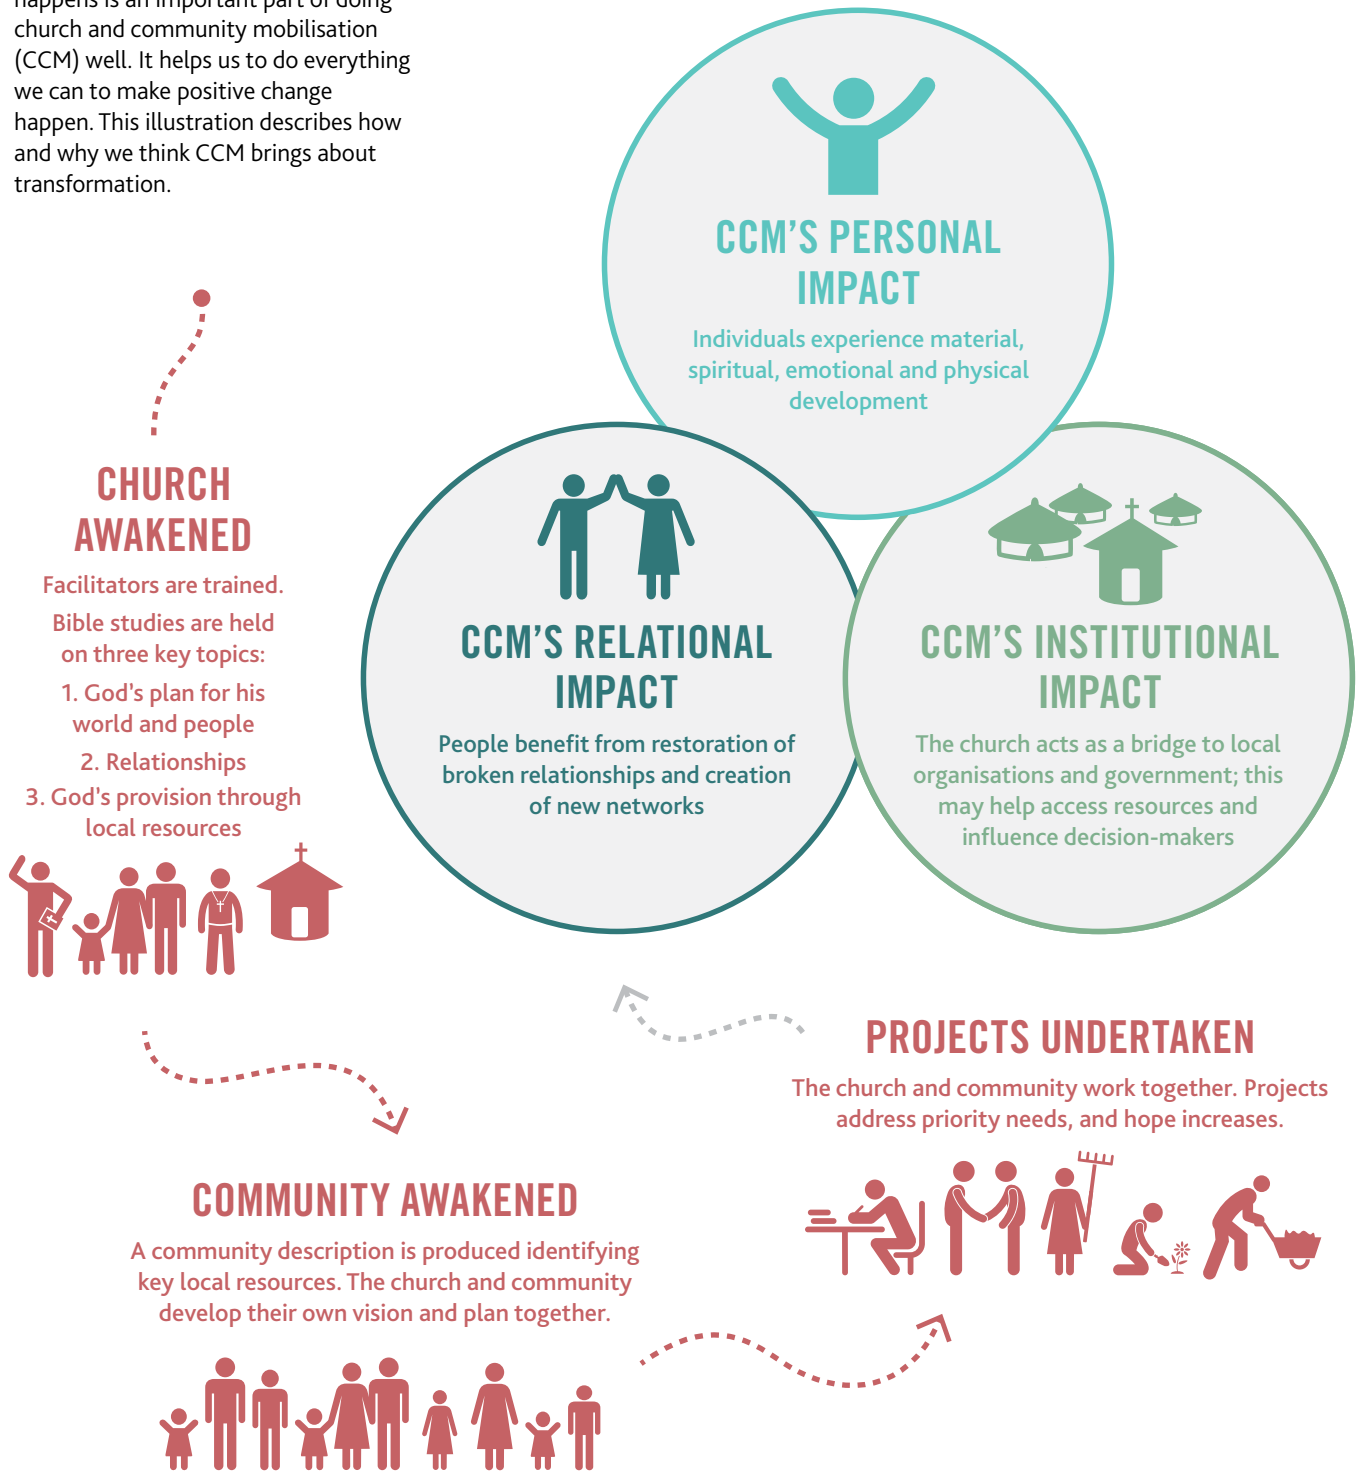 happens is an important part of doing
church and community mobilisation
(CCM) well. It helps us to do everything
we can to make positive change
happen. This illustration describes how
and why we think CCM brings about
transformation.
CCM'S PERSONAL
IMPACT
Individuals experience material,
spiritual, emotional and physical
development
CHURCH
AWAKENED
Facilitators are trained.
Bible studies are held
on three key topics:
1. God's plan for his
world and people
2. Relationships
3. God's provision through
local resources
CCM'S RELATIONAL
IMPACT
People benefit from restoration of
broken relationships and creation
of new networks
CCM'S INSTITUTIONAL
IMPACT
The church acts as a bridge to local
organisations and government; this
may help access resources and
influence decision-makers
PROJECTS UNDERTAKEN
The church and community work together. Projects
address priority needs, and hope increases.
COMMUNITY AWAKENED
A community description is produced identifying
key local resources. The church and community
develop their own vision and plan together.